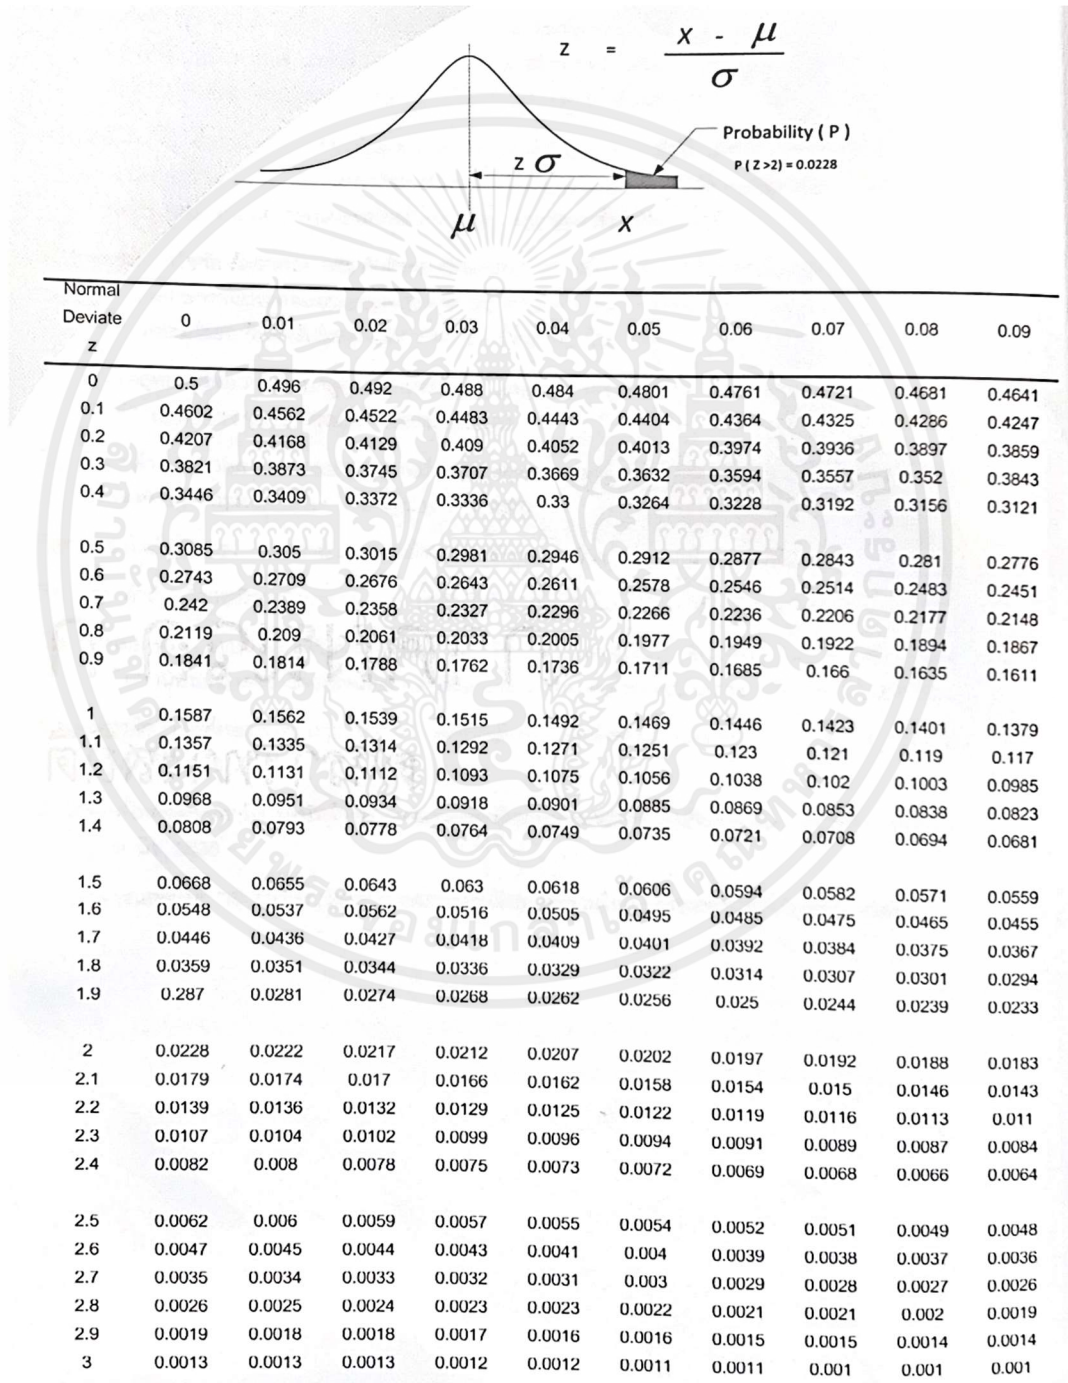 z = x - μ
σ
Probability ( P )
P ( Z >2) = 0.0228
z σ
μ x
Normal
Deviate 0 0.01 0.02 0.03 0.04 0.05 0.06 0.07 0.08 0.09
z
0 0.5 0.496 0.492 0.488 0.484 0.4801 0.4761 0.4721 0.4681 0.4641
0.1 0.4602 0.4562 0.4522 0.4483 0.4443 0.4404 0.4364 0.4325 0.4286 0.4247
0.2 0.4207 0.4168 0.4129 0.409 0.4052 0.4013 0.3974 0.3936 0.3897 0.3859
0.3 0.3821 0.3873 0.3745 0.3707 0.3669 0.3632 0.3594 0.3557 0.352 0.3843
0.4 0.3446 0.3409 0.3372 0.3336 0.33 0.3264 0.3228 0.3192 0.3156 0.3121
0.5 0.3085 0.305 0.3015 0.2981 0.2946 0.2912 0.2877 0.2843 0.281 0.2776
0.6 0.2743 0.2709 0.2676 0.2643 0.2611 0.2578 0.2546 0.2514 0.2483 0.2451
0.7 0.242 0.2389 0.2358 0.2327 0.2296 0.2266 0.2236 0.2206 0.2177 0.2148
0.8 0.2119 0.209 0.2061 0.2033 0.2005 0.1977 0.1949 0.1922 0.1894 0.1867
0.9 0.1841 0.1814 0.1788 0.1762 0.1736 0.1711 0.1685 0.166 0.1635 0.1611
1 0.1587 0.1562 0.1539 0.1515 0.1492 0.1469 0.1446 0.1423 0.1401 0.1379
1.1 0.1357 0.1335 0.1314 0.1292 0.1271 0.1251 0.123 0.121 0.119 0.117
1.2 0.1151 0.1131 0.1112 0.1093 0.1075 0.1056 0.1038 0.102 0.1003 0.0985
1.3 0.0968 0.0951 0.0934 0.0918 0.0901 0.0885 0.0869 0.0853 0.0838 0.0823
1.4 0.0808 0.0793 0.0778 0.0764 0.0749 0.0735 0.0721 0.0708 0.0694 0.0681
1.5 0.0668 0.0655 0.0643 0.063 0.0618 0.0606 0.0594 0.0582 0.0571 0.0559
1.6 0.0548 0.0537 0.0562 0.0516 0.0505 0.0495 0.0485 0.0475 0.0465 0.0455
1.7 0.0446 0.0436 0.0427 0.0418 0.0409 0.0401 0.0392 0.0384 0.0375 0.0367
1.8 0.0359 0.0351 0.0344 0.0336 0.0329 0.0322 0.0314 0.0307 0.0301 0.0294
1.9 0.287 0.0281 0.0274 0.0268 0.0262 0.0256 0.025 0.0244 0.0239 0.0233
2 0.0228 0.0222 0.0217 0.0212 0.0207 0.0202 0.0197 0.0192 0.0188 0.0183
2.1 0.0179 0.0174 0.017 0.0166 0.0162 0.0158 0.0154 0.015 0.0146 0.0143
2.2 0.0139 0.0136 0.0132 0.0129 0.0125 0.0122 0.0119 0.0116 0.0113 0.011
2.3 0.0107 0.0104 0.0102 0.0099 0.0096 0.0094 0.0091 0.0089 0.0087 0.0084
2.4 0.0082 0.008 0.0078 0.0075 0.0073 0.0072 0.0069 0.0068 0.0066 0.0064
2.5 0.0062 0.006 0.0059 0.0057 0.0055 0.0054 0.0052 0.0051 0.0049 0.0048
2.6 0.0047 0.0045 0.0044 0.0043 0.0041 0.004 0.0039 0.0038 0.0037 0.0036
2.7 0.0035 0.0034 0.0033 0.0032 0.0031 0.003 0.0029 0.0028 0.0027 0.0026
2.8 0.0026 0.0025 0.0024 0.0023 0.0023 0.0022 0.0021 0.0021 0.002 0.0019
2.9 0.0019 0.0018 0.0018 0.0017 0.0016 0.0016 0.0015 0.0015 0.0014 0.0014
3 0.0013 0.0013 0.0013 0.0012 0.0012 0.0011 0.0011 0.001 0.001 0.001